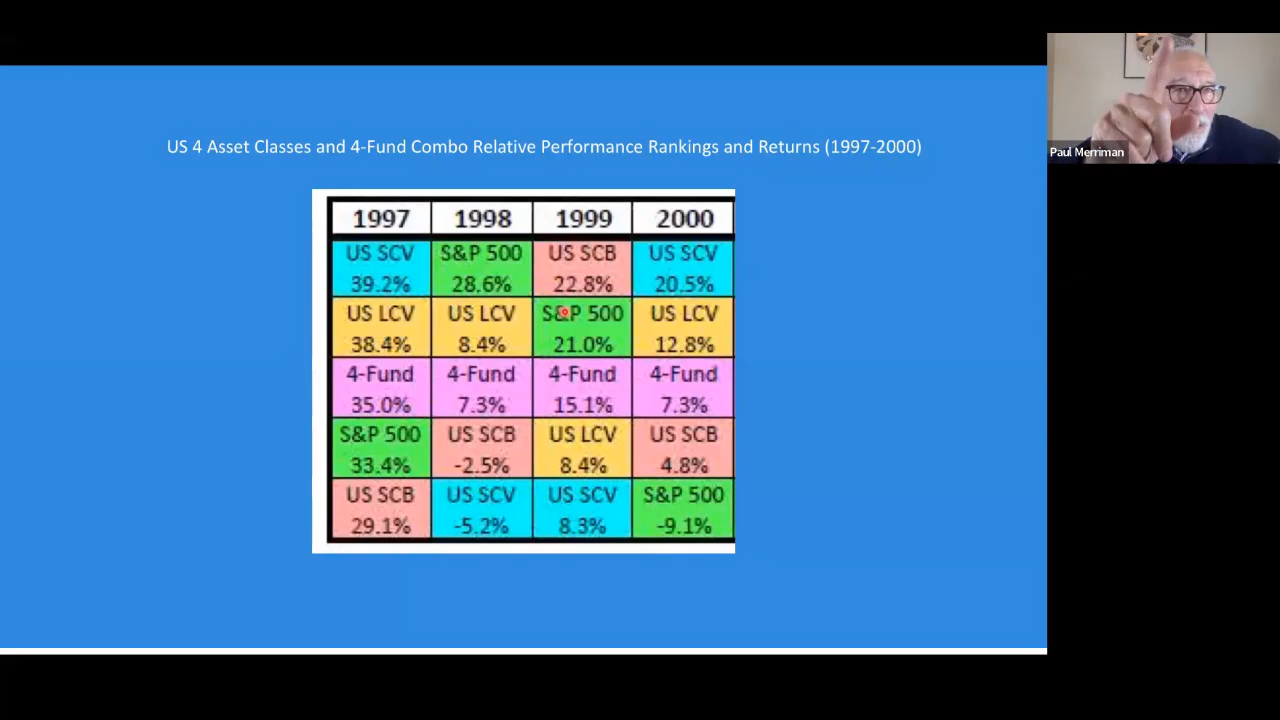 US 4 Asset Classes and 4-Fund Combo Relative Performance Rankings and Returns (1997-2000)
Paul Merriman
1997 1998 1999 2000
US SCV S&P 500 US SCB US SCV
39.2% 28.6% 22.8% 20.5%
US LCV US LCV S&P 500 US LCV
38.4% 8.4% 21.0% 12.8%
4-Fund 4-Fund 4-Fund 4-Fund
35.0% 7.3% 15.1% 7.3%
S&P 500 US SCB US LCV US SCB
33.4% -2.5% 8.4% 4.8%
US SCB US SCV US SCV S&P 500
29.1% -5.2% 8.3% -9.1%